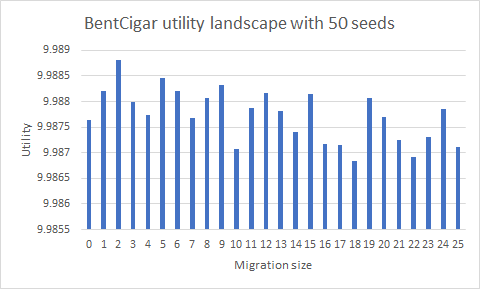 BentCigar utility landscape with 50 seeds
9.989
9.9885
9.988
9.9875
9.987
9.9865
9.986
9.9855
Utility
0 1 2 3 4 5 6 7 8 9 10 11 12 13 14 15 16 17 18 19 20 21 22 23 24 25
Migration size